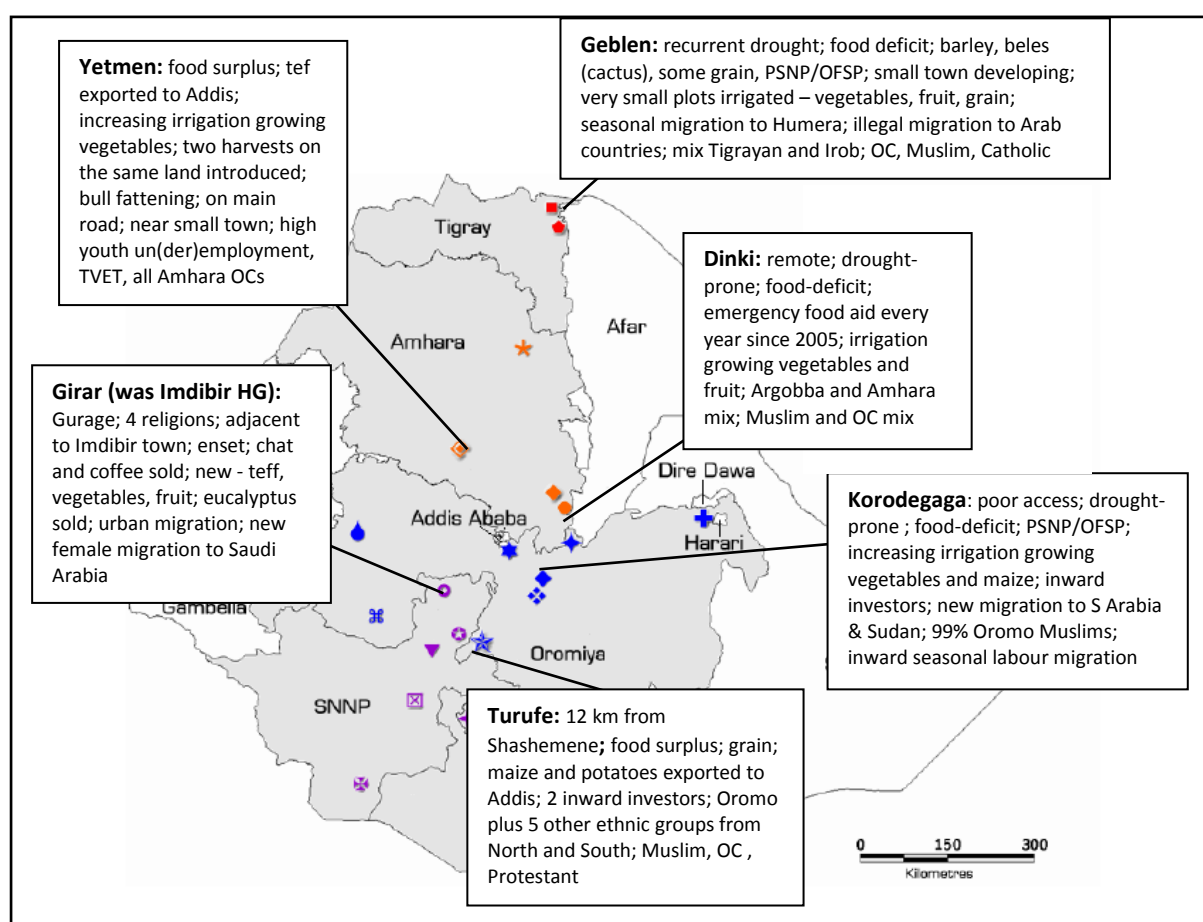 Yetmen: food surplus; tef
exported to Addis;
increasing irrigation growing
vegetables; two harvests on
the same land introduced;
bull fattening; on main
road; near small town; high
youth un(der)employment,
TVET, all Amhara OCs
Geblen: recurrent drought; food deficit; barley, beles
(cactus), some grain, PSNP/OFSP; small town developing;
very small plots irrigated – vegetables, fruit, grain;
seasonal migration to Humera; illegal migration to Arab
countries; mix Tigrayan and Irob; OC, Muslim, Catholic
Tigray
Dinki: remote; drought-
prone; food-deficit;
emergency food aid every
year since 2005; irrigation
growing vegetables and
fruit; Argobba and Amhara
mix; Muslim and OC mix
Afar
Amhara
Girar (was Imdibir HG):
Gurage; 4 religions; adjacent
to Imdibir town; enset; chat
and coffee sold; new - teff,
vegetables, fruit; eucalyptus
sold; urban migration; new
female migration to Saudi
Arabia
Dire Dawa
Addis Ababa
Harari
Korodegaga: poor access; drought-
prone ; food-deficit; PSNP/OFSP;
increasing irrigation growing
vegetables and maize; inward
investors; new migration to S Arabia
& Sudan; 99% Oromo Muslims;
inward seasonal labour migration
Gambella
Oromiya
SNNP
Turufe: 12 km from
Shashemene; food surplus; grain;
maize and potatoes exported to
Addis; 2 inward investors; Oromo
plus 5 other ethnic groups from
North and South; Muslim, OC ,
Protestant
0 150 300
Kilometres